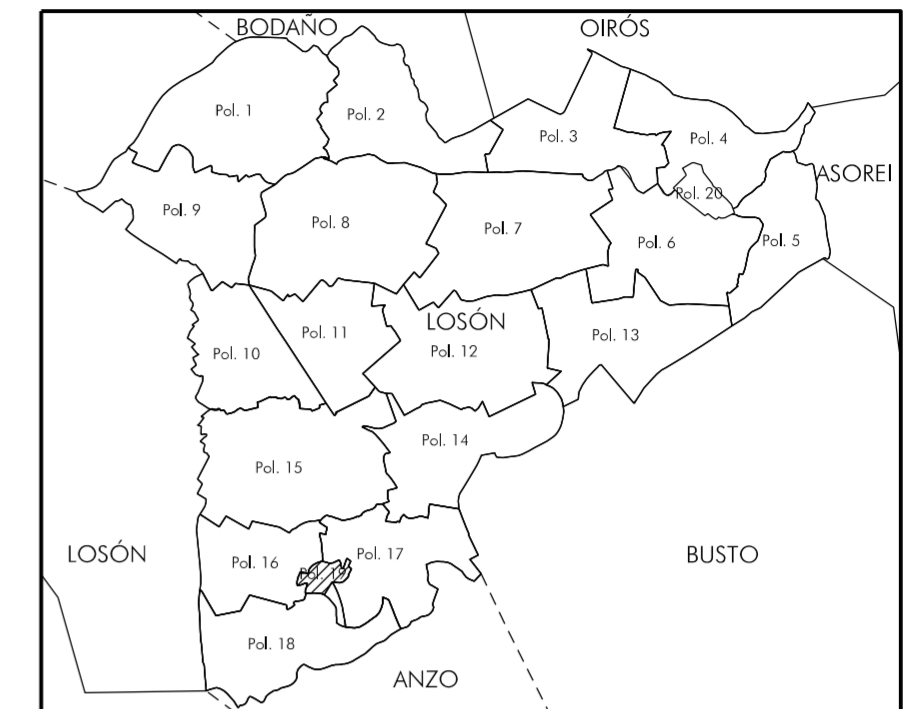 BODAÑO
OIRÓS
Pol. 1
Pol. 2
Pol. 3
Pol. 4
ASOREI
Pol. 20
Pol. 9
Pol. 8
Pol. 7
Pol. 6
Pol. 5
LOSÓN
Pol. 11
Pol. 10
Pol. 12
Pol. 13
Pol. 14
Pol. 15
LOSÓN
Pol. 16
Pol. 19
Pol. 17
BUSTO
Pol. 18
ANZO